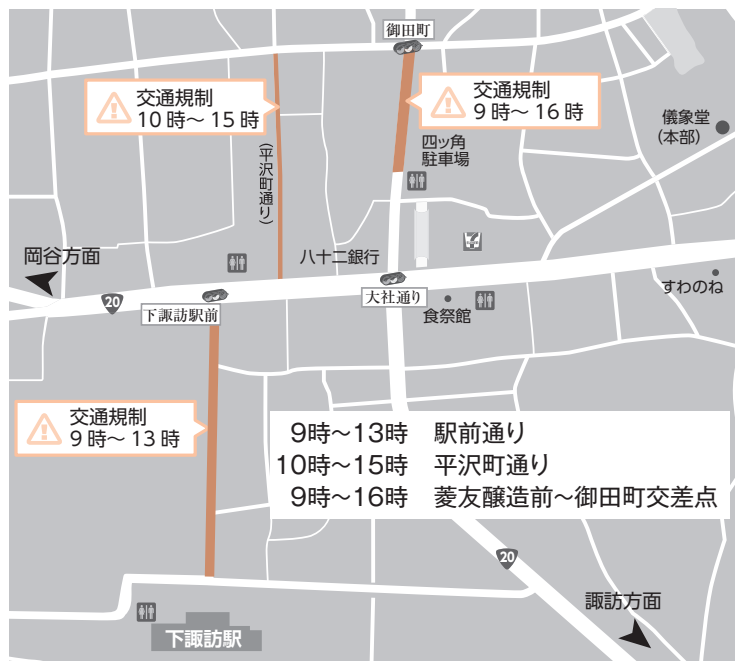 御田町
交通規制
10時～15時
交通規制
9時～16時
儀象堂
(本部)
四ッ角
駐車場
(平沢町通り)
岡谷方面
八十二銀行
20
下諏訪駅前
大社通り
食祭館
すわのね
交通規制
9時～13時
9時～13時 駅前通り
10時～15時 平沢町通り
9時～16時 菱友醸造前～御田町交差点
20
諏訪方面
下諏訪駅